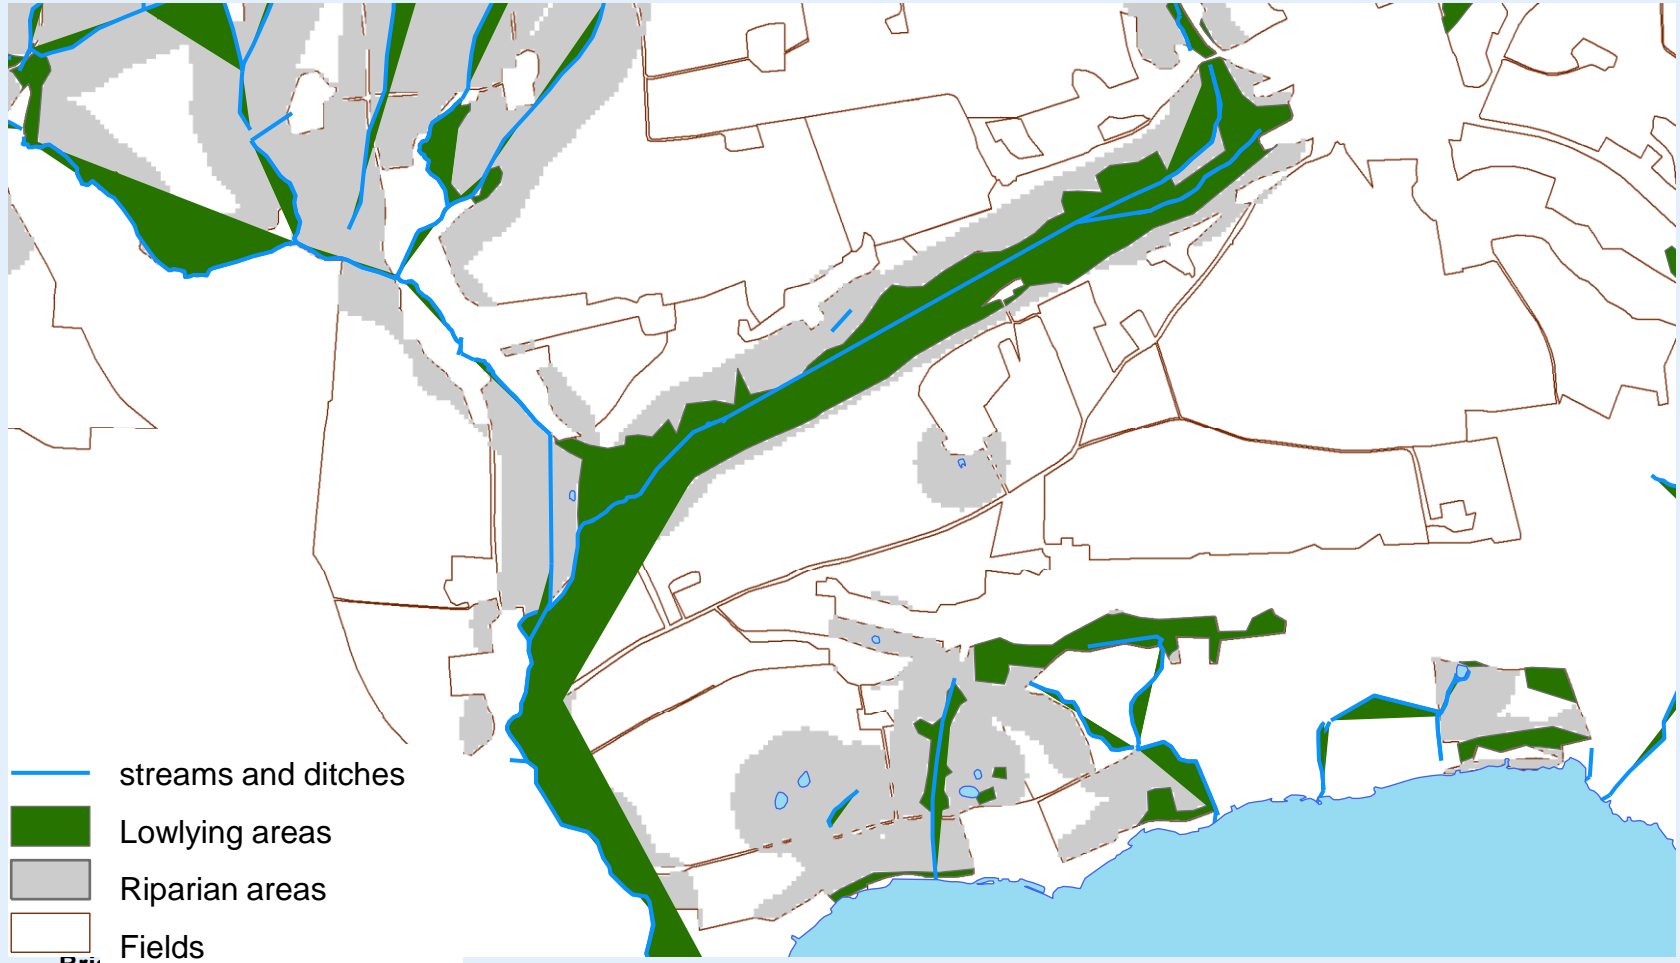 streams and ditches
Lowlying areas
Riparian areas
Fields